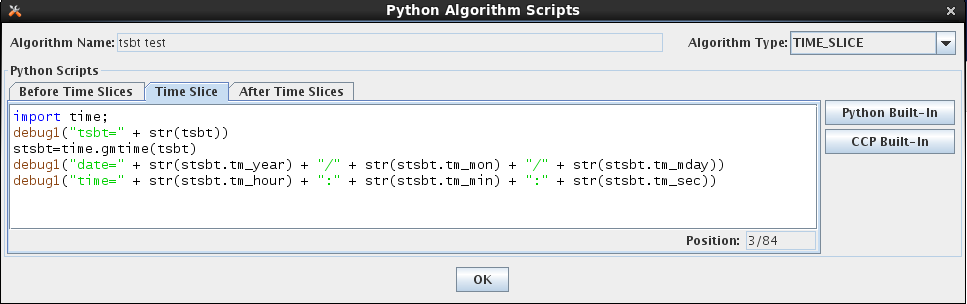 Python Algorithm Scripts
Algorithm Name: tsbt test
Algorithm Type: TIME_SLICE
Python Scripts
Before Time Slices Time Slice After Time Slices
import time;
debug1("tsbt=" + str(tsbt))
stsbt=time.gmtime(tsbt)
debug1("date=" + str(stsbt.tm_year) + "/" + str(stsbt.tm_mon) + "/" + str(stsbt.tm_mday))
debug1("time=" + str(stsbt.tm_hour) + ":" + str(stsbt.tm_min) + ":" + str(stsbt.tm_sec))
Python Built-In
CCP Built-In
Position: 3/84
OK